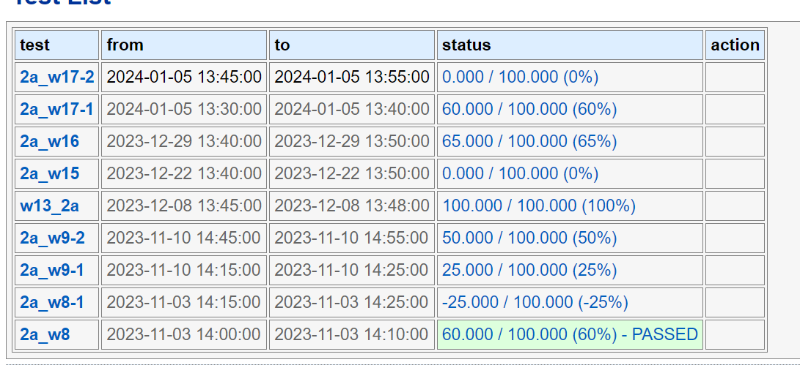 Test List
test from to status action
2a_w17-2 2024-01-05 13:45:00 2024-01-05 13:55:00 0.000 / 100.000 (0%)
2a_w17-1 2024-01-05 13:30:00 2024-01-05 13:40:00 60.000 / 100.000 (60%)
2a_w16 2023-12-29 13:40:00 2023-12-29 13:50:00 65.000 / 100.000 (65%)
2a_w15 2023-12-22 13:40:00 2023-12-22 13:50:00 0.000 / 100.000 (0%)
w13_2a 2023-12-08 13:45:00 2023-12-08 13:48:00 100.000 / 100.000 (100%)
2a_w9-2 2023-11-10 14:45:00 2023-11-10 14:55:00 50.000 / 100.000 (50%)
2a_w9-1 2023-11-10 14:15:00 2023-11-10 14:25:00 25.000 / 100.000 (25%)
2a_w8-1 2023-11-03 14:15:00 2023-11-03 14:25:00 -25.000 / 100.000 (-25%)
2a_w8 2023-11-03 14:00:00 2023-11-03 14:10:00 60.000 / 100.000 (60%) - PASSED